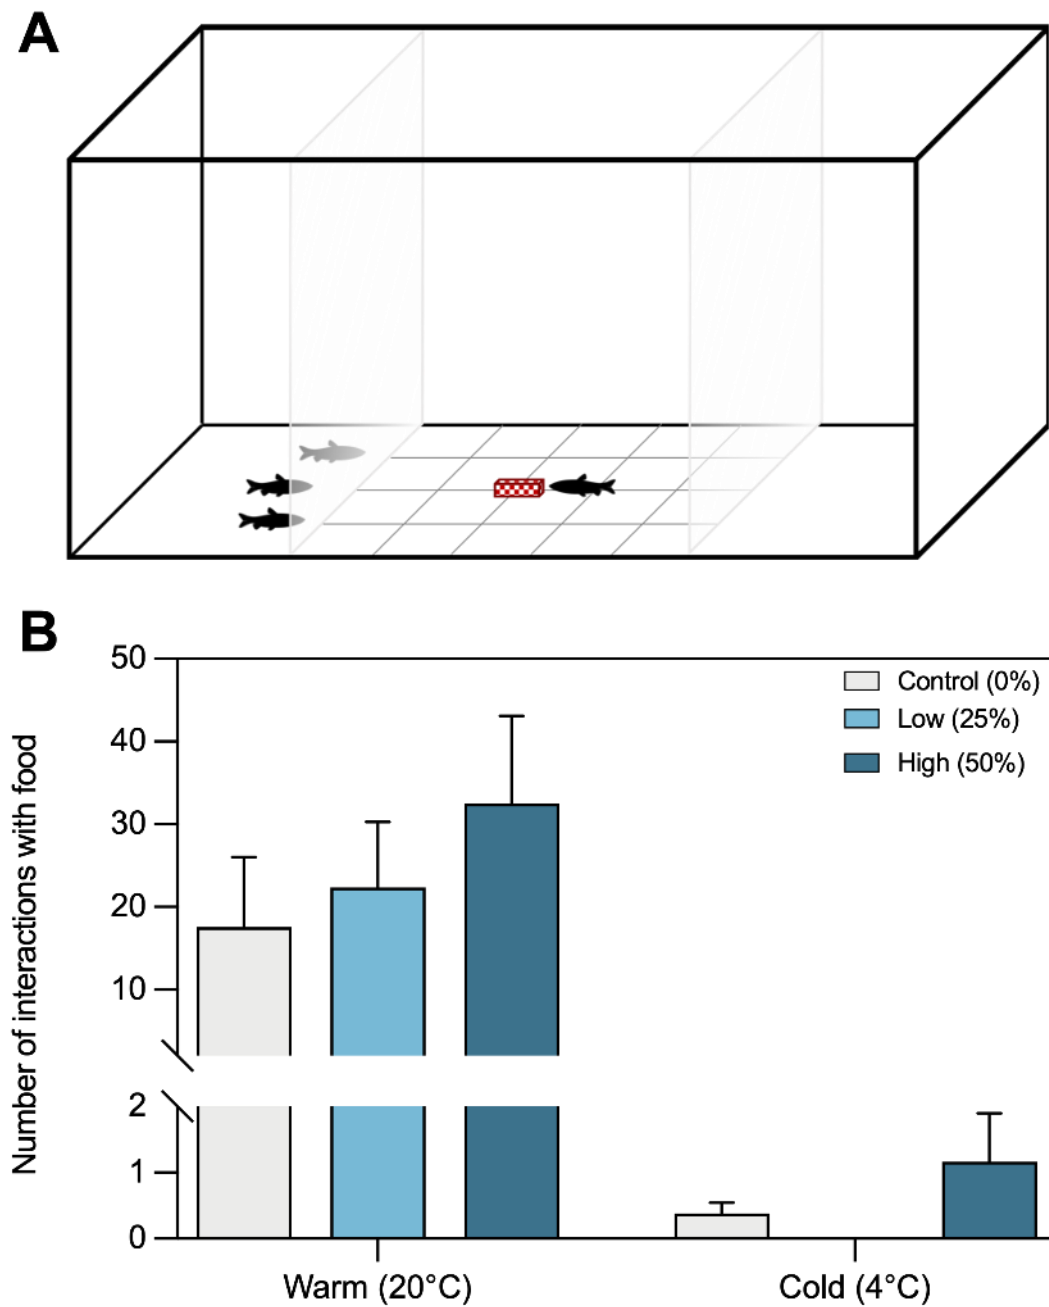 A
B
Number of interactions with food
50
40
30
20
10
2
1
0
Control (0%)
Low (25%)
High (50%)
Warm (20°C)
Cold (4°C)